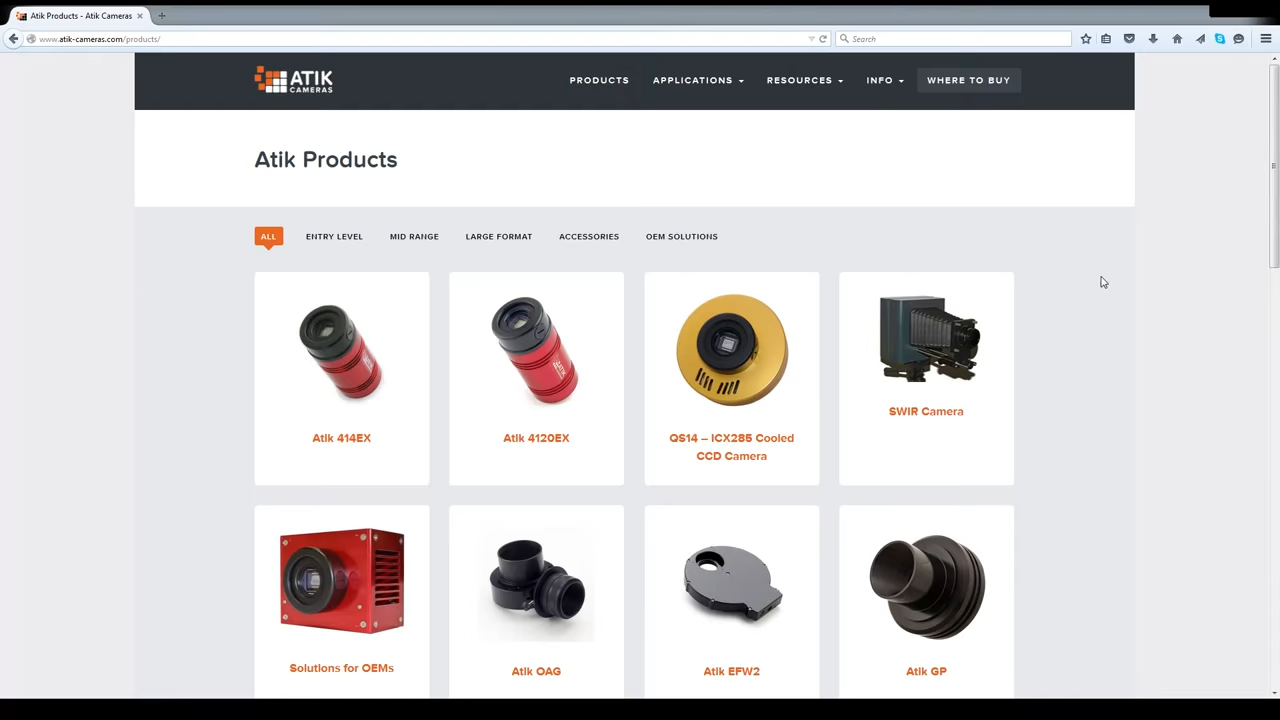 Atik Products - Atik Cameras
www.atik-cameras.com/products/
Search
ATIK
CAMERAS
PRODUCTS
APPLICATIONS
RESOURCES
INFO
WHERE TO BUY
Atik Products
ALL
ENTRY LEVEL
MID RANGE
LARGE FORMAT
ACCESSORIES
OEM SOLUTIONS
Atik 414EX
Atik 4120EX
QS14 – ICX285 Cooled
CCD Camera
SWIR Camera
Solutions for OEMs
Atik OAG
Atik EFW2
Atik GP